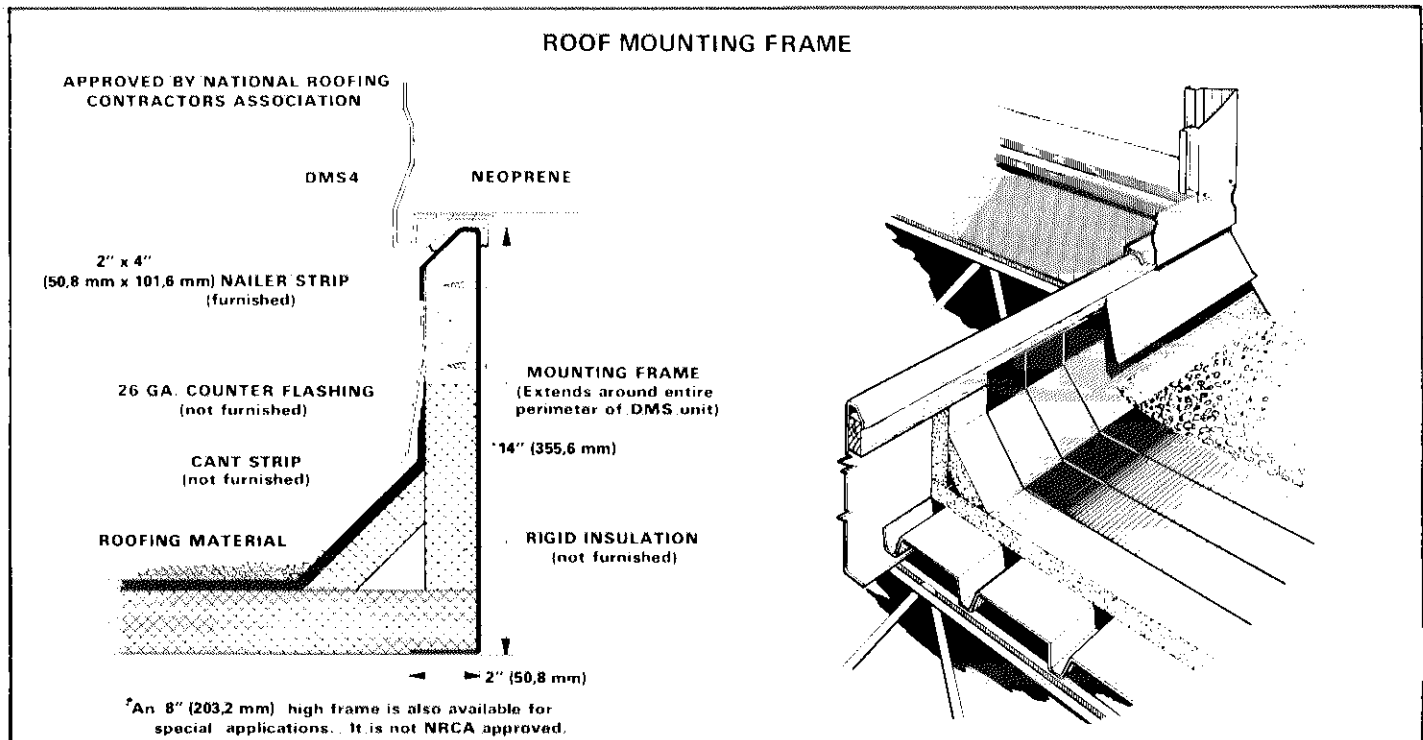 ROOF MOUNTING FRAME
APPROVED BY NATIONAL ROOFING
CONTRACTORS ASSOCIATION
DMS4
NEOPRENE
2" x 4"
(50,8 mm x 101,6 mm) NAILER STRIP
(furnished)
26 GA. COUNTER FLASHING
(not furnished)
MOUNTING FRAME
(Extends around entire
perimeter of DMS unit)
*14" (355,6 mm)
CANT STRIP
(not furnished)
ROOFING MATERIAL
RIGID INSULATION
(not furnished)
2" (50,8 mm)
*An 8" (203,2 mm) high frame is also available for
special applications. It is not NRCA approved.